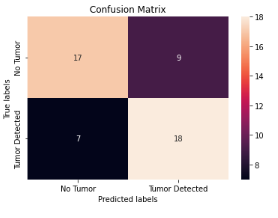 Confusion Matrix
No Tumor
17
9
18
16
14
12
10
8
True labels
Tumor Detected
7
18
No Tumor
Tumor Detected
Predicted labels